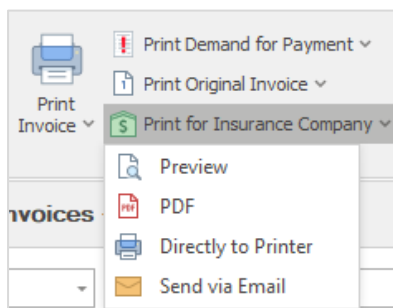 Print
Invoice
Print Demand for Payment
Print Original Invoice
Print for Insurance Company
Preview
PDF
Directly to Printer
Send via Email
nvoices